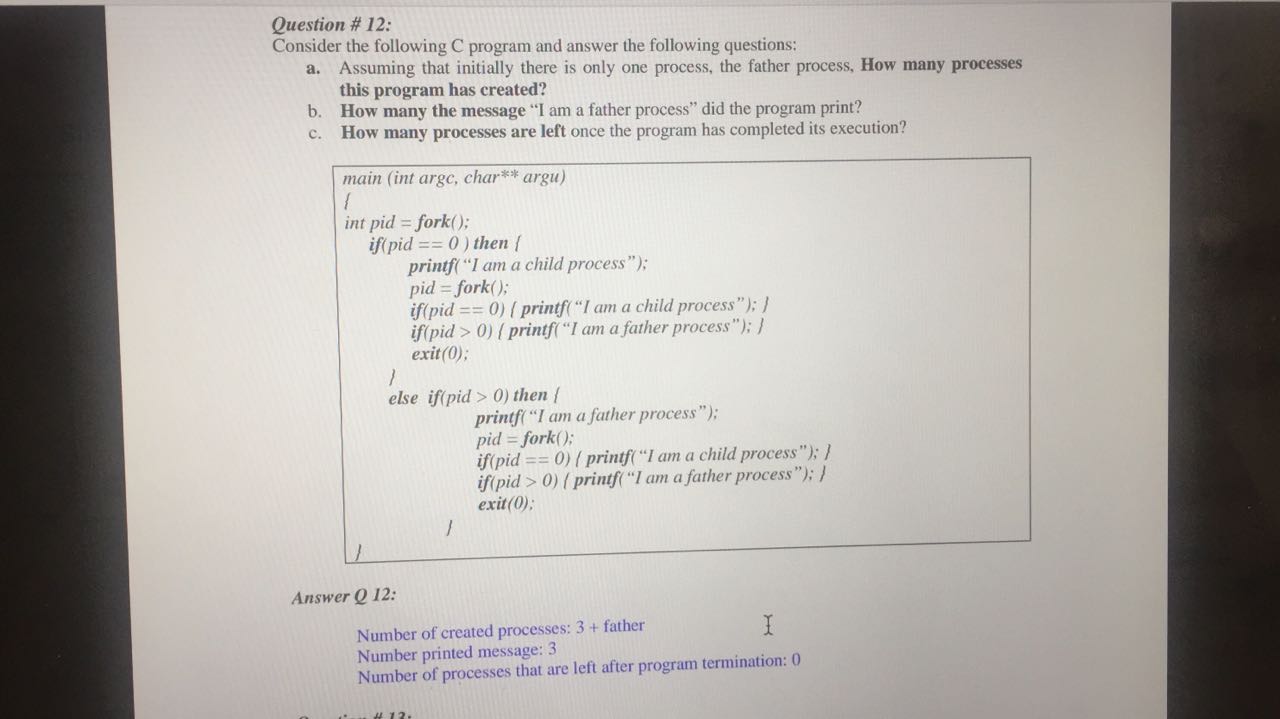 Question # 12:
Consider the following C program and answer the following questions:
a. Assuming that initially there is only one process, the father process, How many processes
this program has created?
b. How many the message “I am a father process” did the program print?
c. How many processes are left once the program has completed its execution?
main (int argc, char** argu)
{
int pid = fork();
if(pid == 0 ) then {
printf( “I am a child process”);
pid = fork();
if(pid == 0) { printf(“I am a child process”); }
if(pid > 0) { printf(“I am a father process”); }
exit(0);
}
else if(pid > 0) then {
printf( “I am a father process”);
pid = fork();
if(pid == 0) { printf(“I am a child process”); }
if(pid > 0) { printf(“I am a father process”); }
exit(0);
}
}
Answer Q 12:
Number of created processes: 3 + father
Number printed message: 3
Number of processes that are left after program termination: 0
Question # 13: